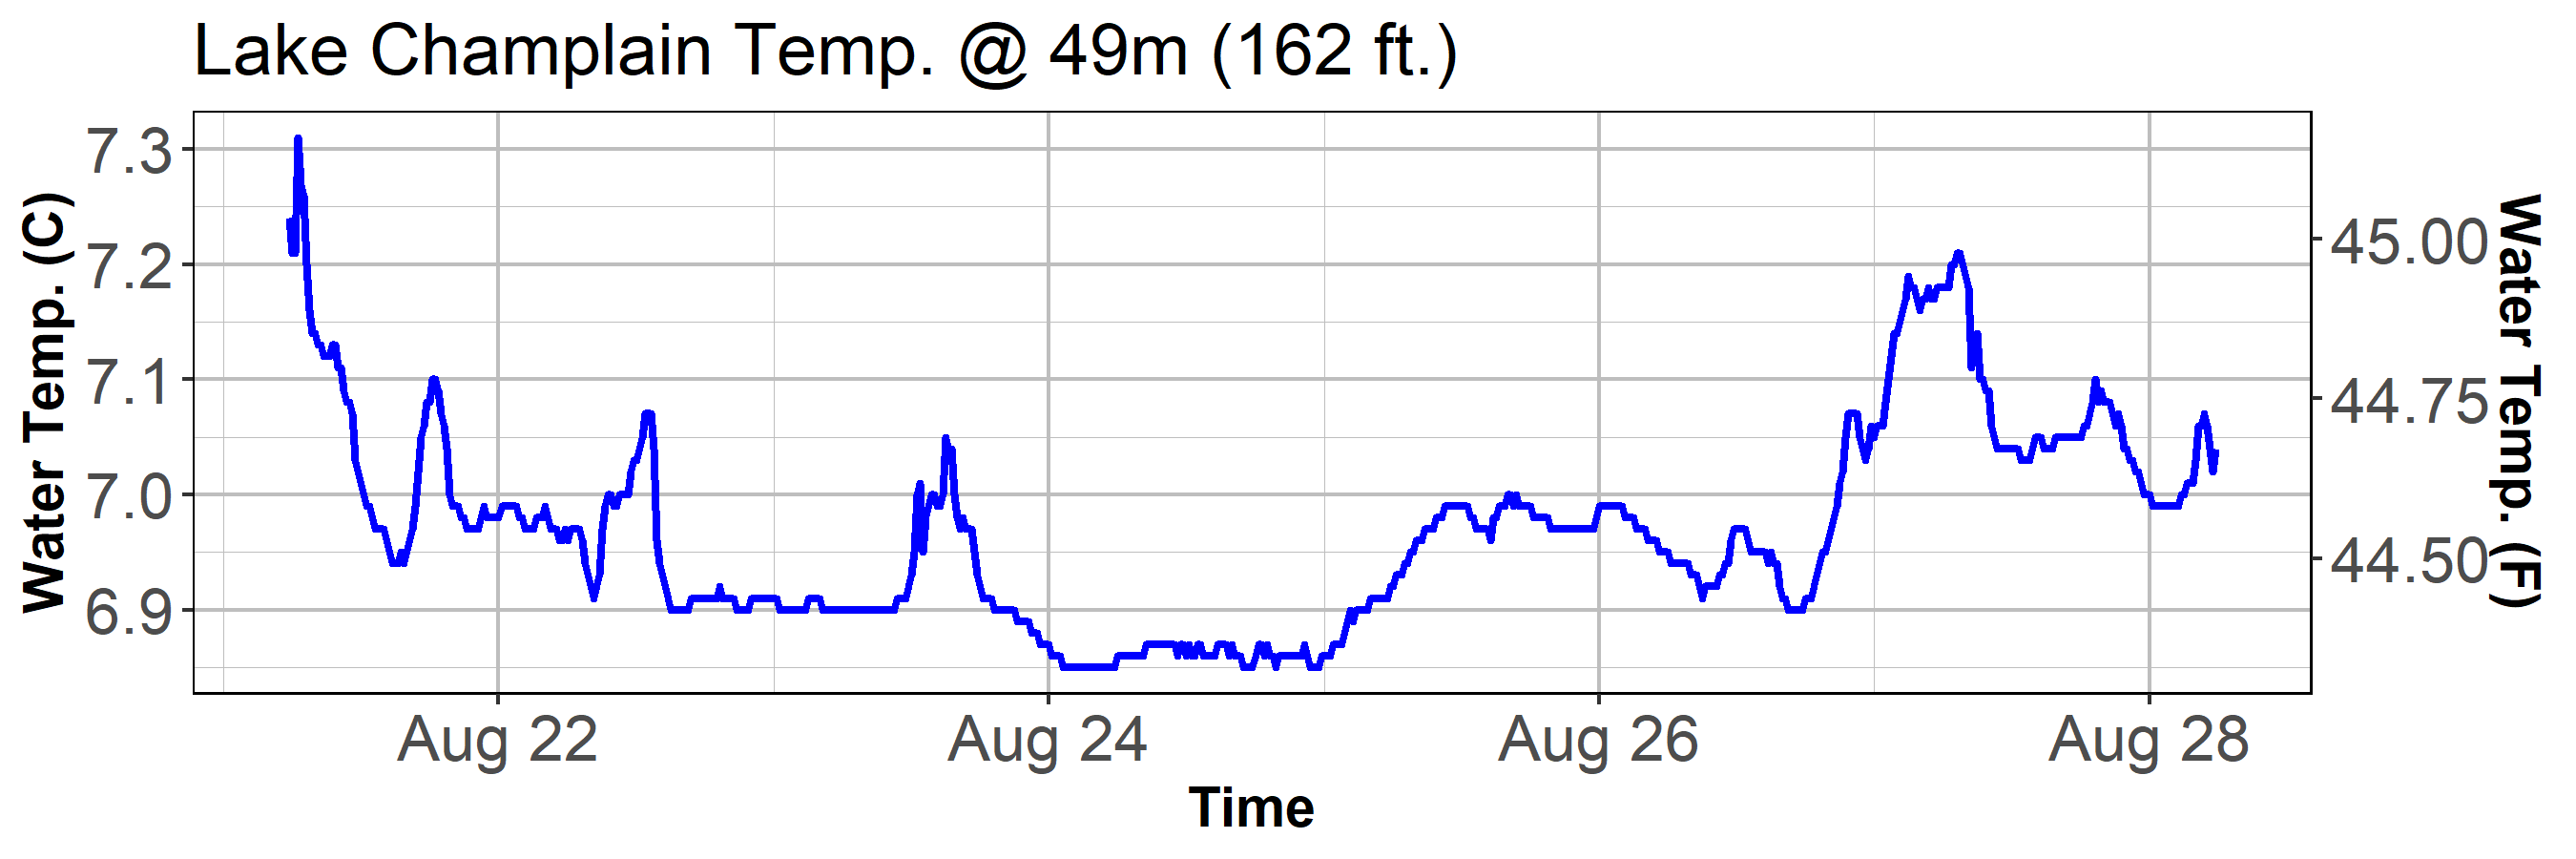 Lake Champlain Temp. @ 49m (162 ft.)
Water Temp. (C)
7.3
7.2
7.1
7.0
6.9
45.00
44.75
44.50
Water Temp. (F)
Aug 22 Aug 24 Aug 26 Aug 28
Time